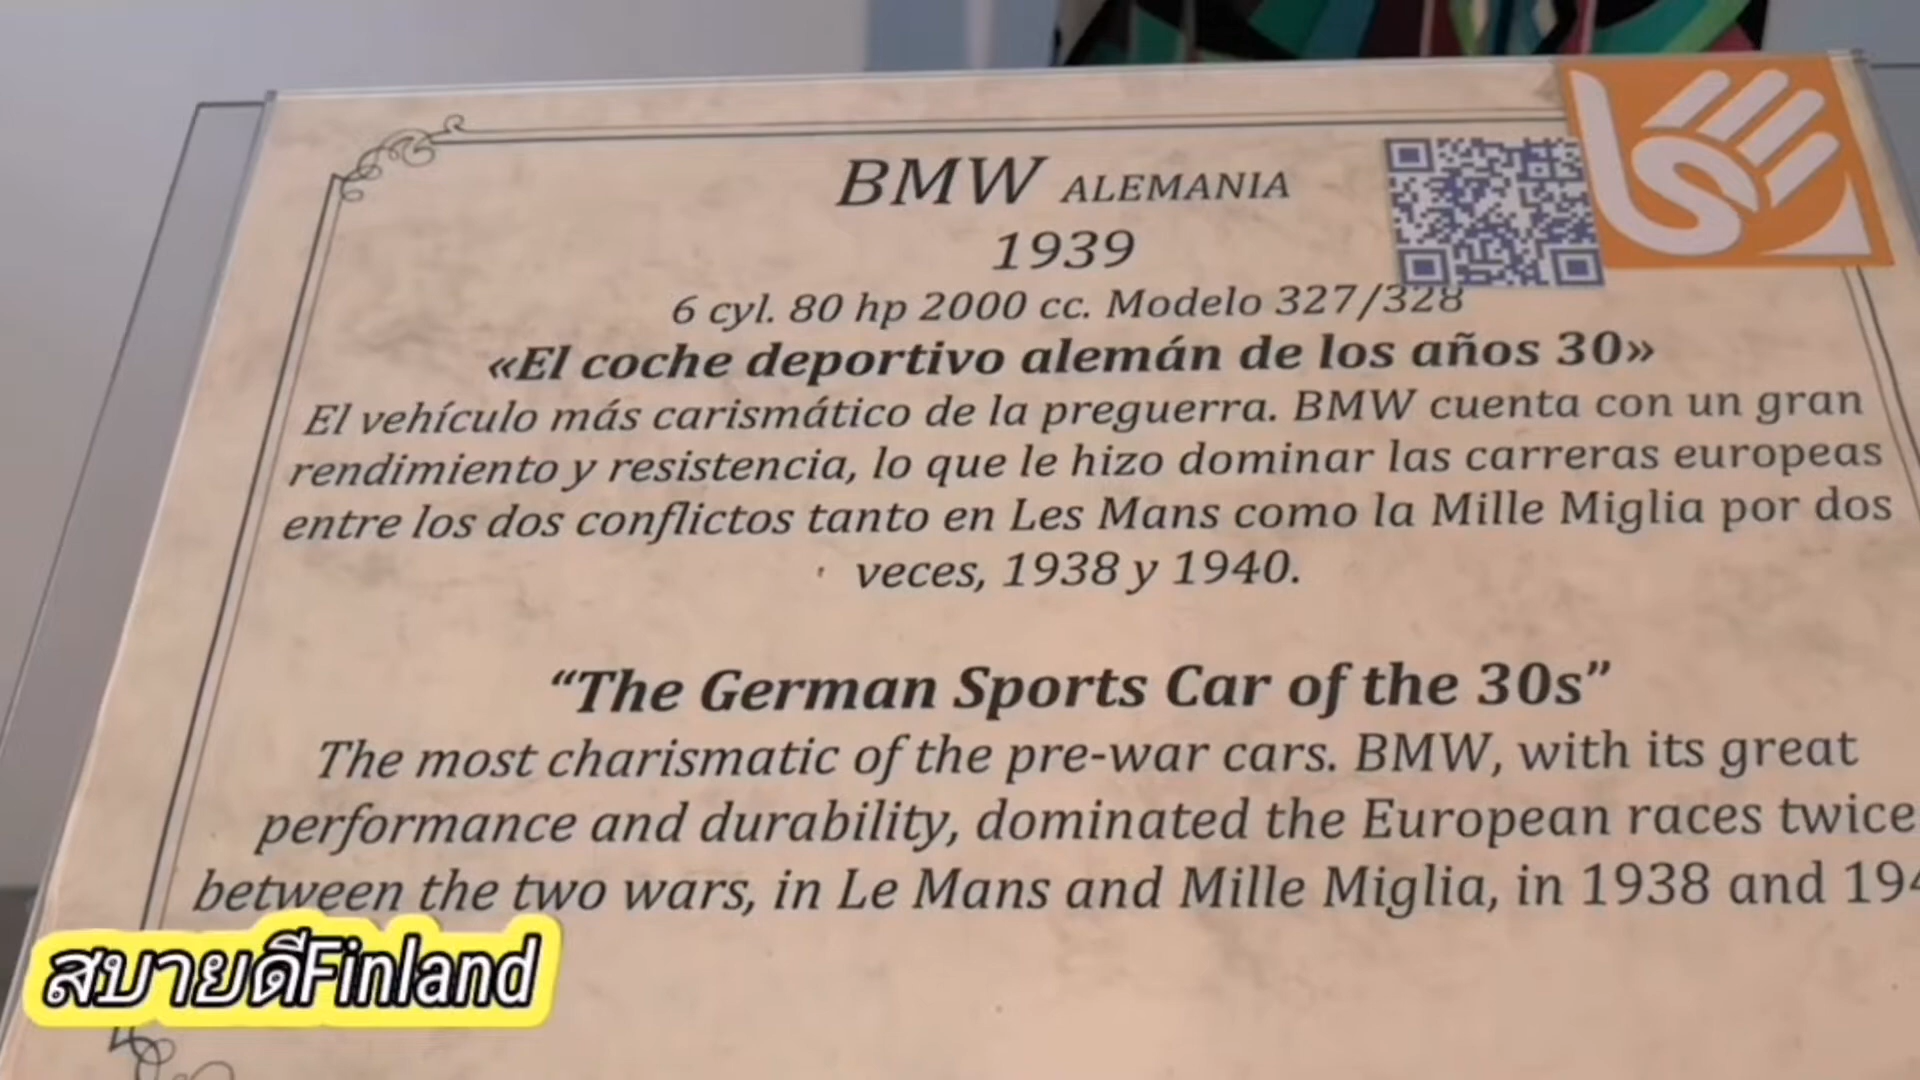 BMW ALEMANIA
1939
6 cyl. 80 hp 2000 cc. Modelo 327/328
«El coche deportivo alemán de los años 30»
El vehículo más carismático de la preguerra. BMW cuenta con un gran
rendimiento y resistencia, lo que le hizo dominar las carreras europeas
entre los dos conflictos tanto en Les Mans como la Mille Miglia por dos
veces, 1938 y 1940.
“The German Sports Car of the 30s”
The most charismatic of the pre-war cars. BMW, with its great
performance and durability, dominated the European races twice
between the two wars, in Le Mans and Mille Miglia, in 1938 and
สบายดีFinland